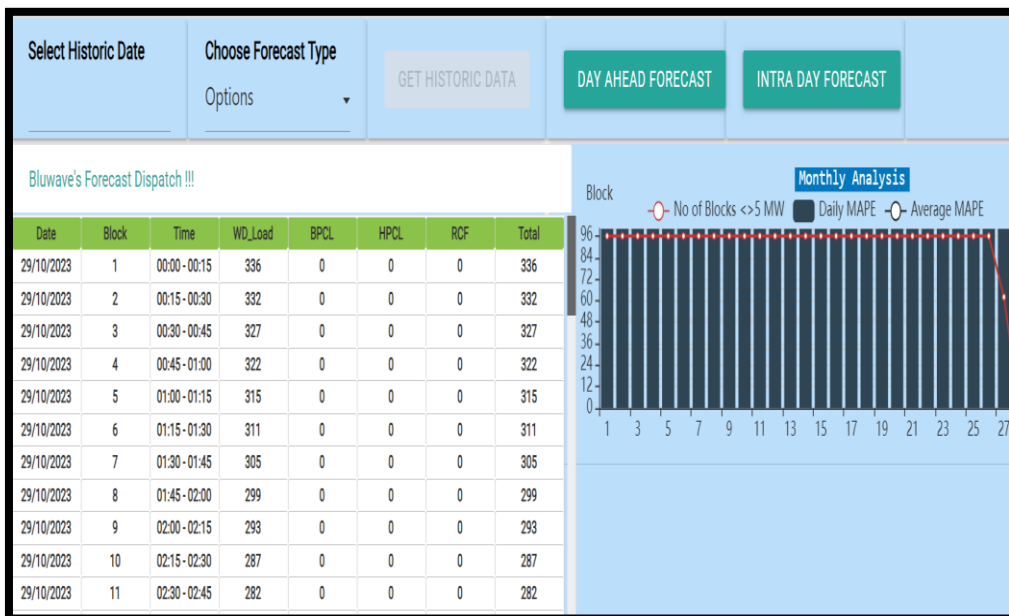 Select Historic Date Choose Forecast Type
Options GET HISTORIC DATA DAY AHEAD FORECAST INTRA DAY FORECAST
Bluwave's Forecast Dispatch !!!
Date Block Time WD_Load BPCL HPCL RCF Total
29/10/2023 1 00:00 - 00:15 336 0 0 0 336
29/10/2023 2 00:15 - 00:30 332 0 0 0 332
29/10/2023 3 00:30 - 00:45 327 0 0 0 327
29/10/2023 4 00:45 - 01:00 322 0 0 0 322
29/10/2023 5 01:00 - 01:15 315 0 0 0 315
29/10/2023 6 01:15 - 01:30 311 0 0 0 311
29/10/2023 7 01:30 - 01:45 305 0 0 0 305
29/10/2023 8 01:45 - 02:00 299 0 0 0 299
29/10/2023 9 02:00 - 02:15 293 0 0 0 293
29/10/2023 10 02:15 - 02:30 287 0 0 0 287
29/10/2023 11 02:30 - 02:45 282 0 0 0 282
Monthly Analysis
Block
No of Blocks <>5 MW Daily MAPE Average MAPE
96
84
72
60
48
36
24
12
0
1 3 5 7 9 11 13 15 17 19 21 23 25 27